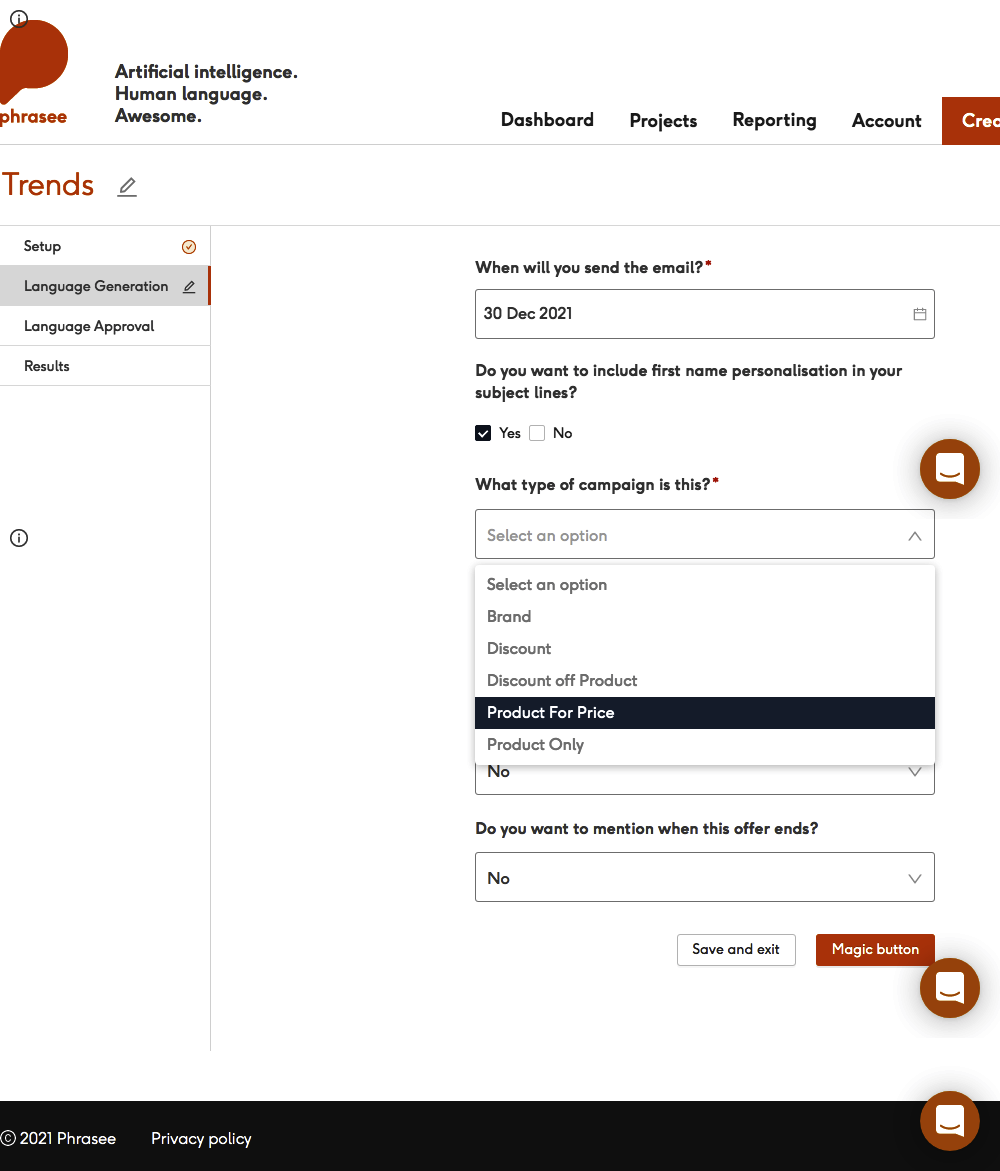 phrasee
Artificial intelligence.
Human language.
Awesome.
Dashboard
Projects
Reporting
Account
Trends
Setup
Language Generation
Language Approval
Results
When will you send the email?*
30 Dec 2021
Do you want to include first name personalisation in your
subject lines?
Yes
No
What type of campaign is this?*
Select an option
Select an option
Brand
Discount
Discount off Product
Product For Price
Product Only
No
Do you want to mention when this offer ends?
No
Save and exit
Magic button
© 2021 Phrasee
Privacy policy